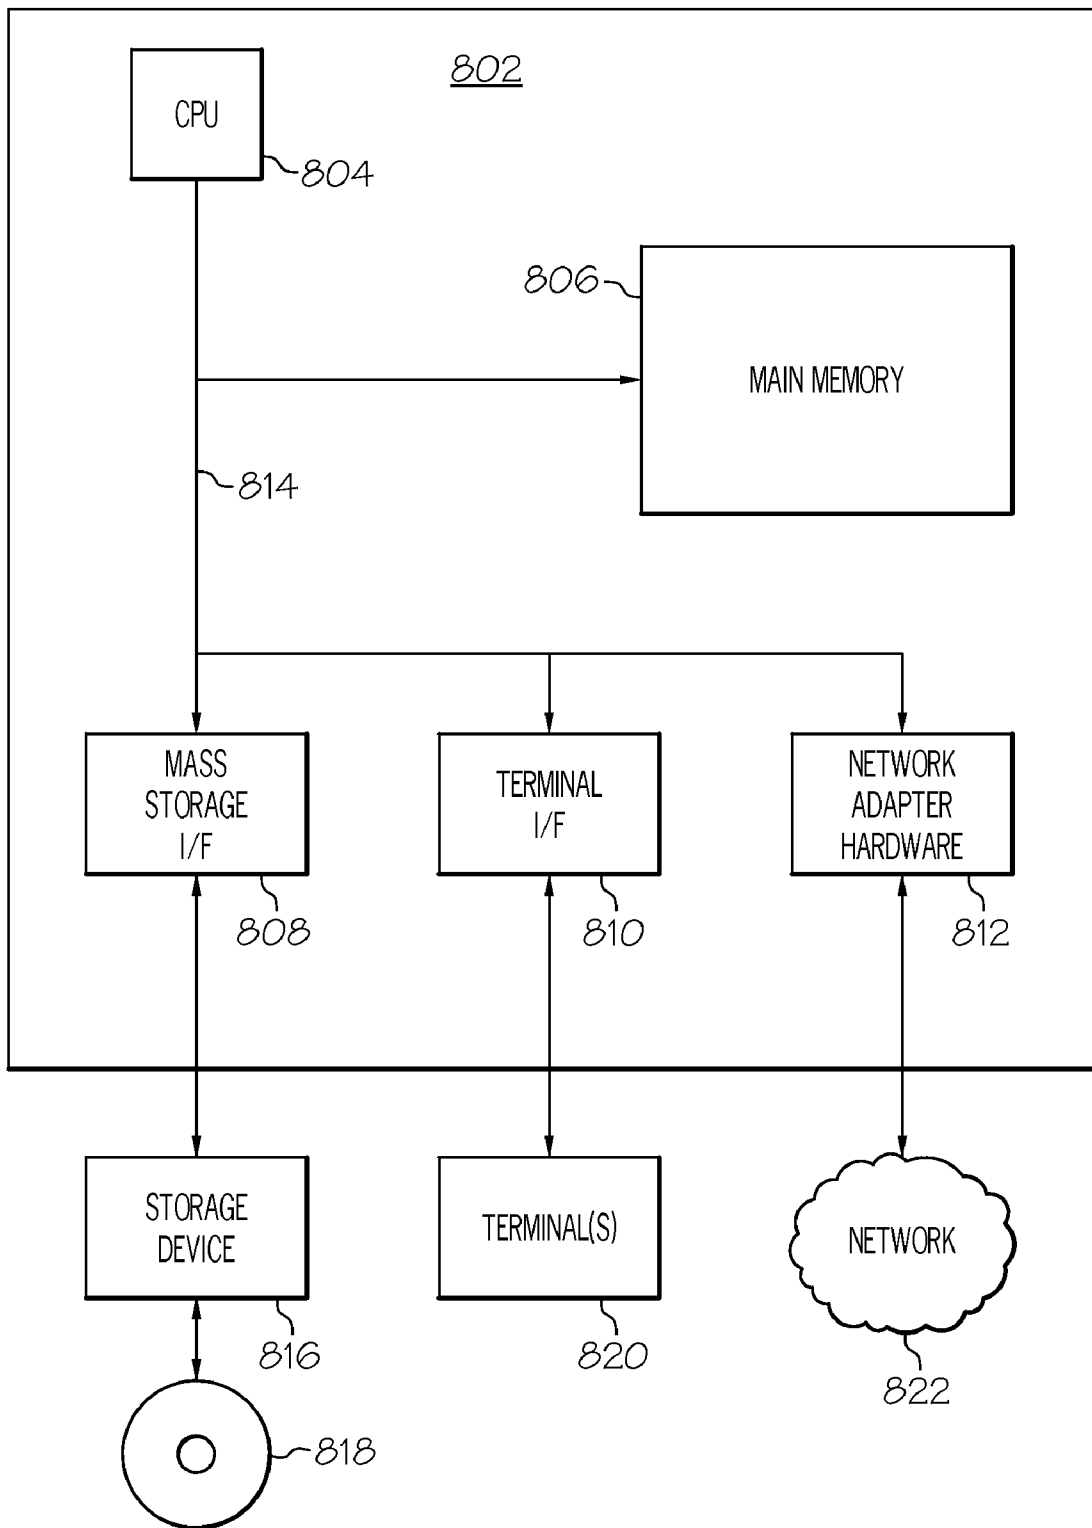 802
CPU
804
806
MAIN MEMORY
814
MASS
STORAGE
I/F
808
TERMINAL
I/F
810
NETWORK
ADAPTER
HARDWARE
812
STORAGE
DEVICE
816
TERMINAL(S)
820
NETWORK
822
818